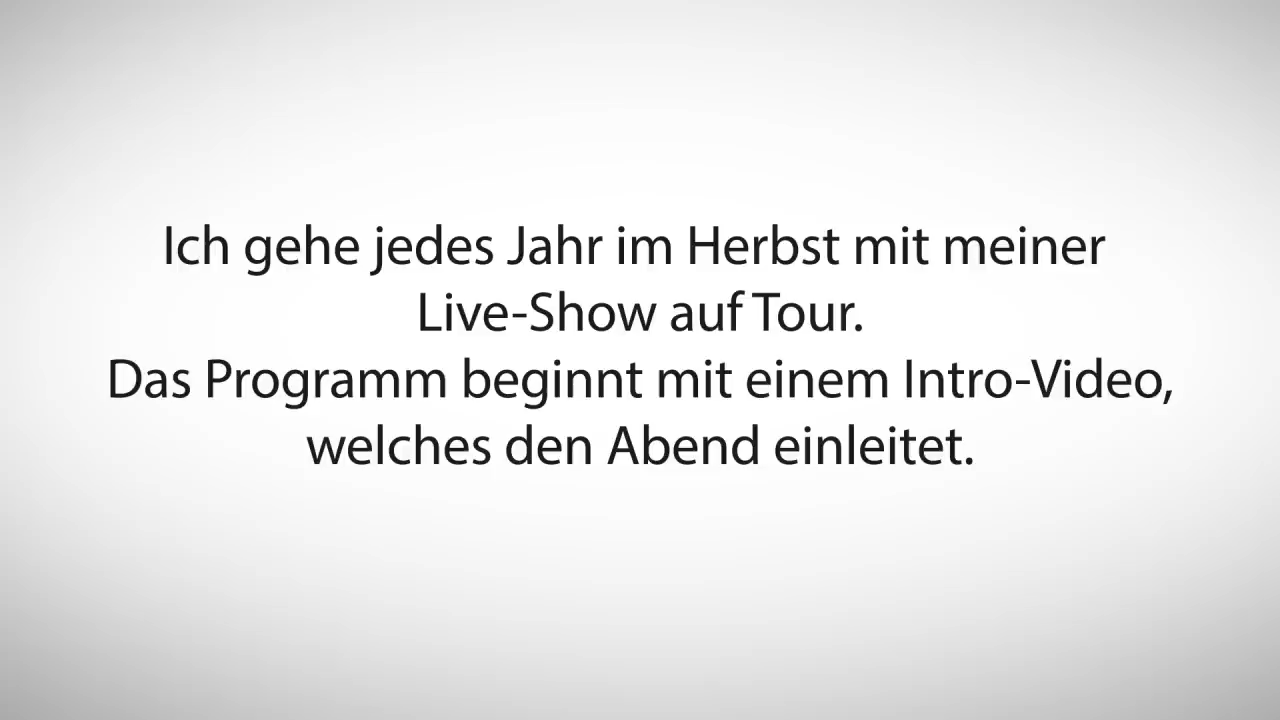 Ich gehe jedes Jahr im Herbst mit meiner
Live-Show auf Tour.
Das Programm beginnt mit einem Intro-Video,
welches den Abend einleitet.